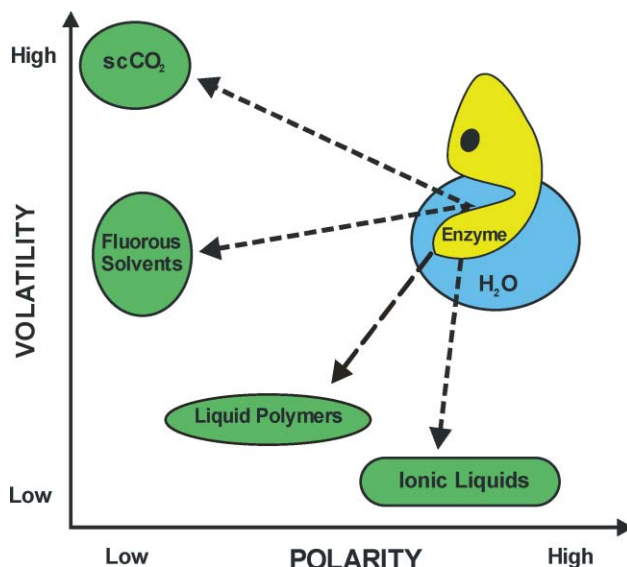 High
scCO₂
VOLATILITY
Fluorous
Solvents
Enzyme
H₂O
Liquid Polymers
Ionic Liquids
Low
Low
POLARITY
High